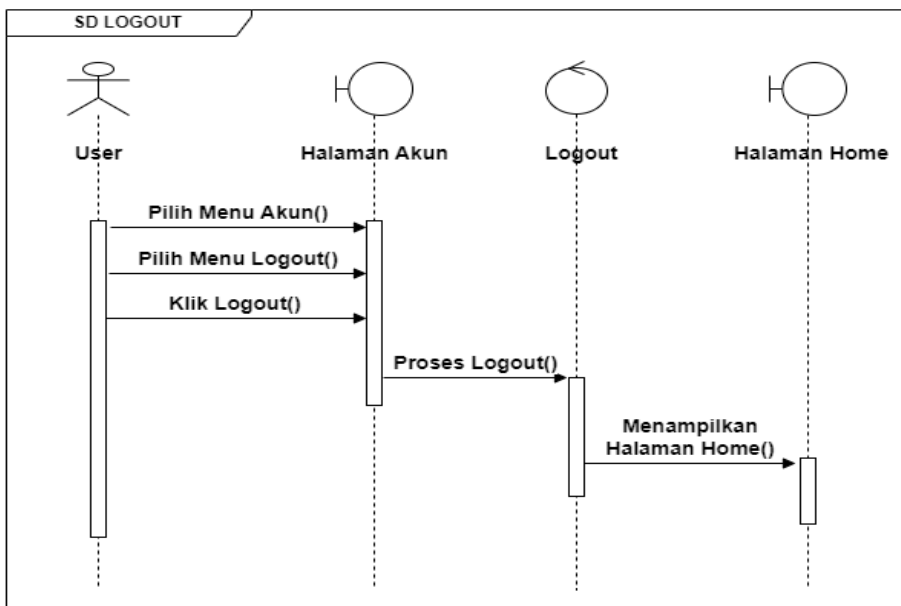 SD LOGOUT
User
Halaman Akun
Logout
Halaman Home
Pilih Menu Akun()
Pilih Menu Logout()
Klik Logout()
Proses Logout()
Menampilkan
Halaman Home()